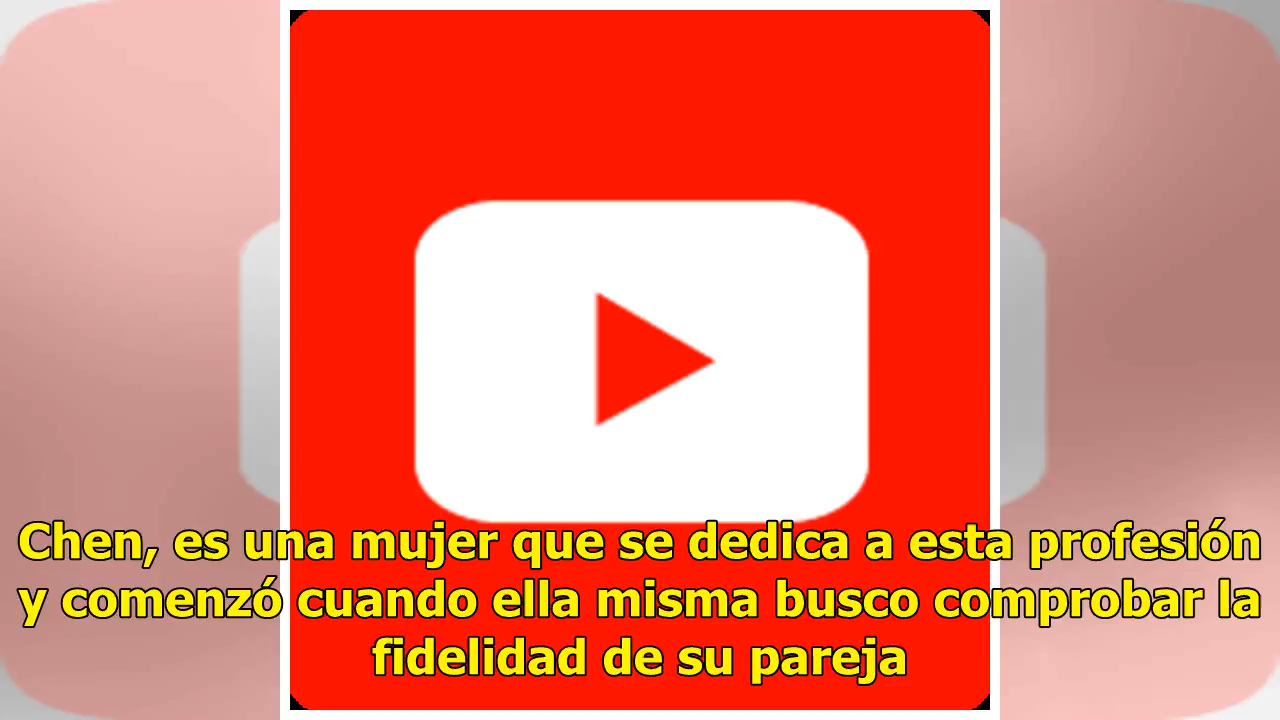 Chen, es una mujer que se dedica a esta profesión
y comenzó cuando ella misma busco comprobar la
fidelidad de su pareja